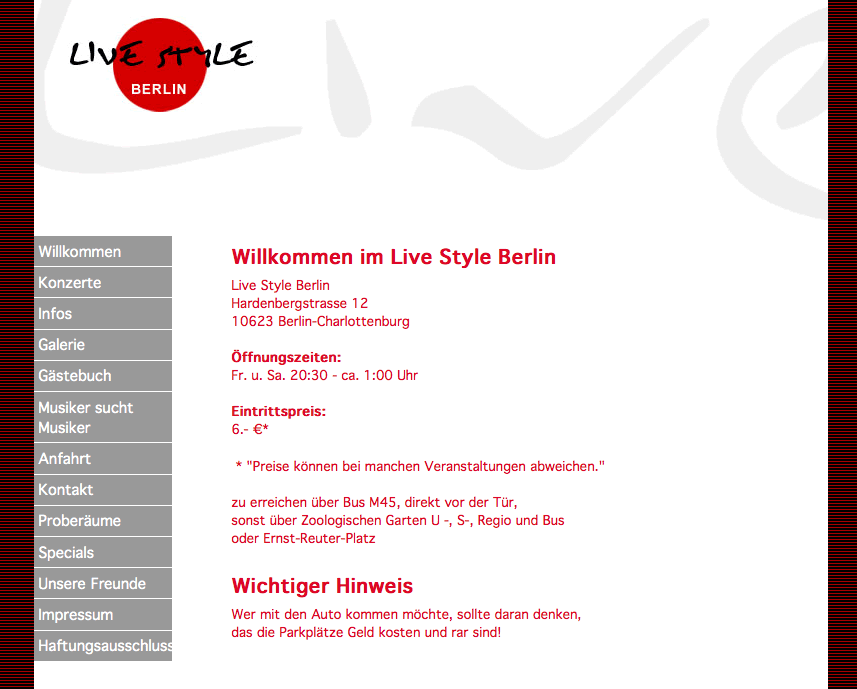 LIVE STYLE
BERLIN
Live
Willkommen
Konzerte
Infos
Galerie
Gästebuch
Musiker sucht
Musiker
Anfahrt
Kontakt
Proberäume
Specials
Unsere Freunde
Impressum
Haftungsausschluss
Willkommen im Live Style Berlin
Live Style Berlin
Hardenbergstrasse 12
10623 Berlin-Charlottenburg
Öffnungszeiten:
Fr. u. Sa. 20:30 - ca. 1:00 Uhr
Eintrittspreis:
6.- €*
* "Preise können bei manchen Veranstaltungen abweichen."
zu erreichen über Bus M45, direkt vor der Tür,
sonst über Zoologischen Garten U -, S-, Regio und Bus
oder Ernst-Reuter-Platz
Wichtiger Hinweis
Wer mit den Auto kommen möchte, sollte daran denken,
das die Parkplätze Geld kosten und rar sind!